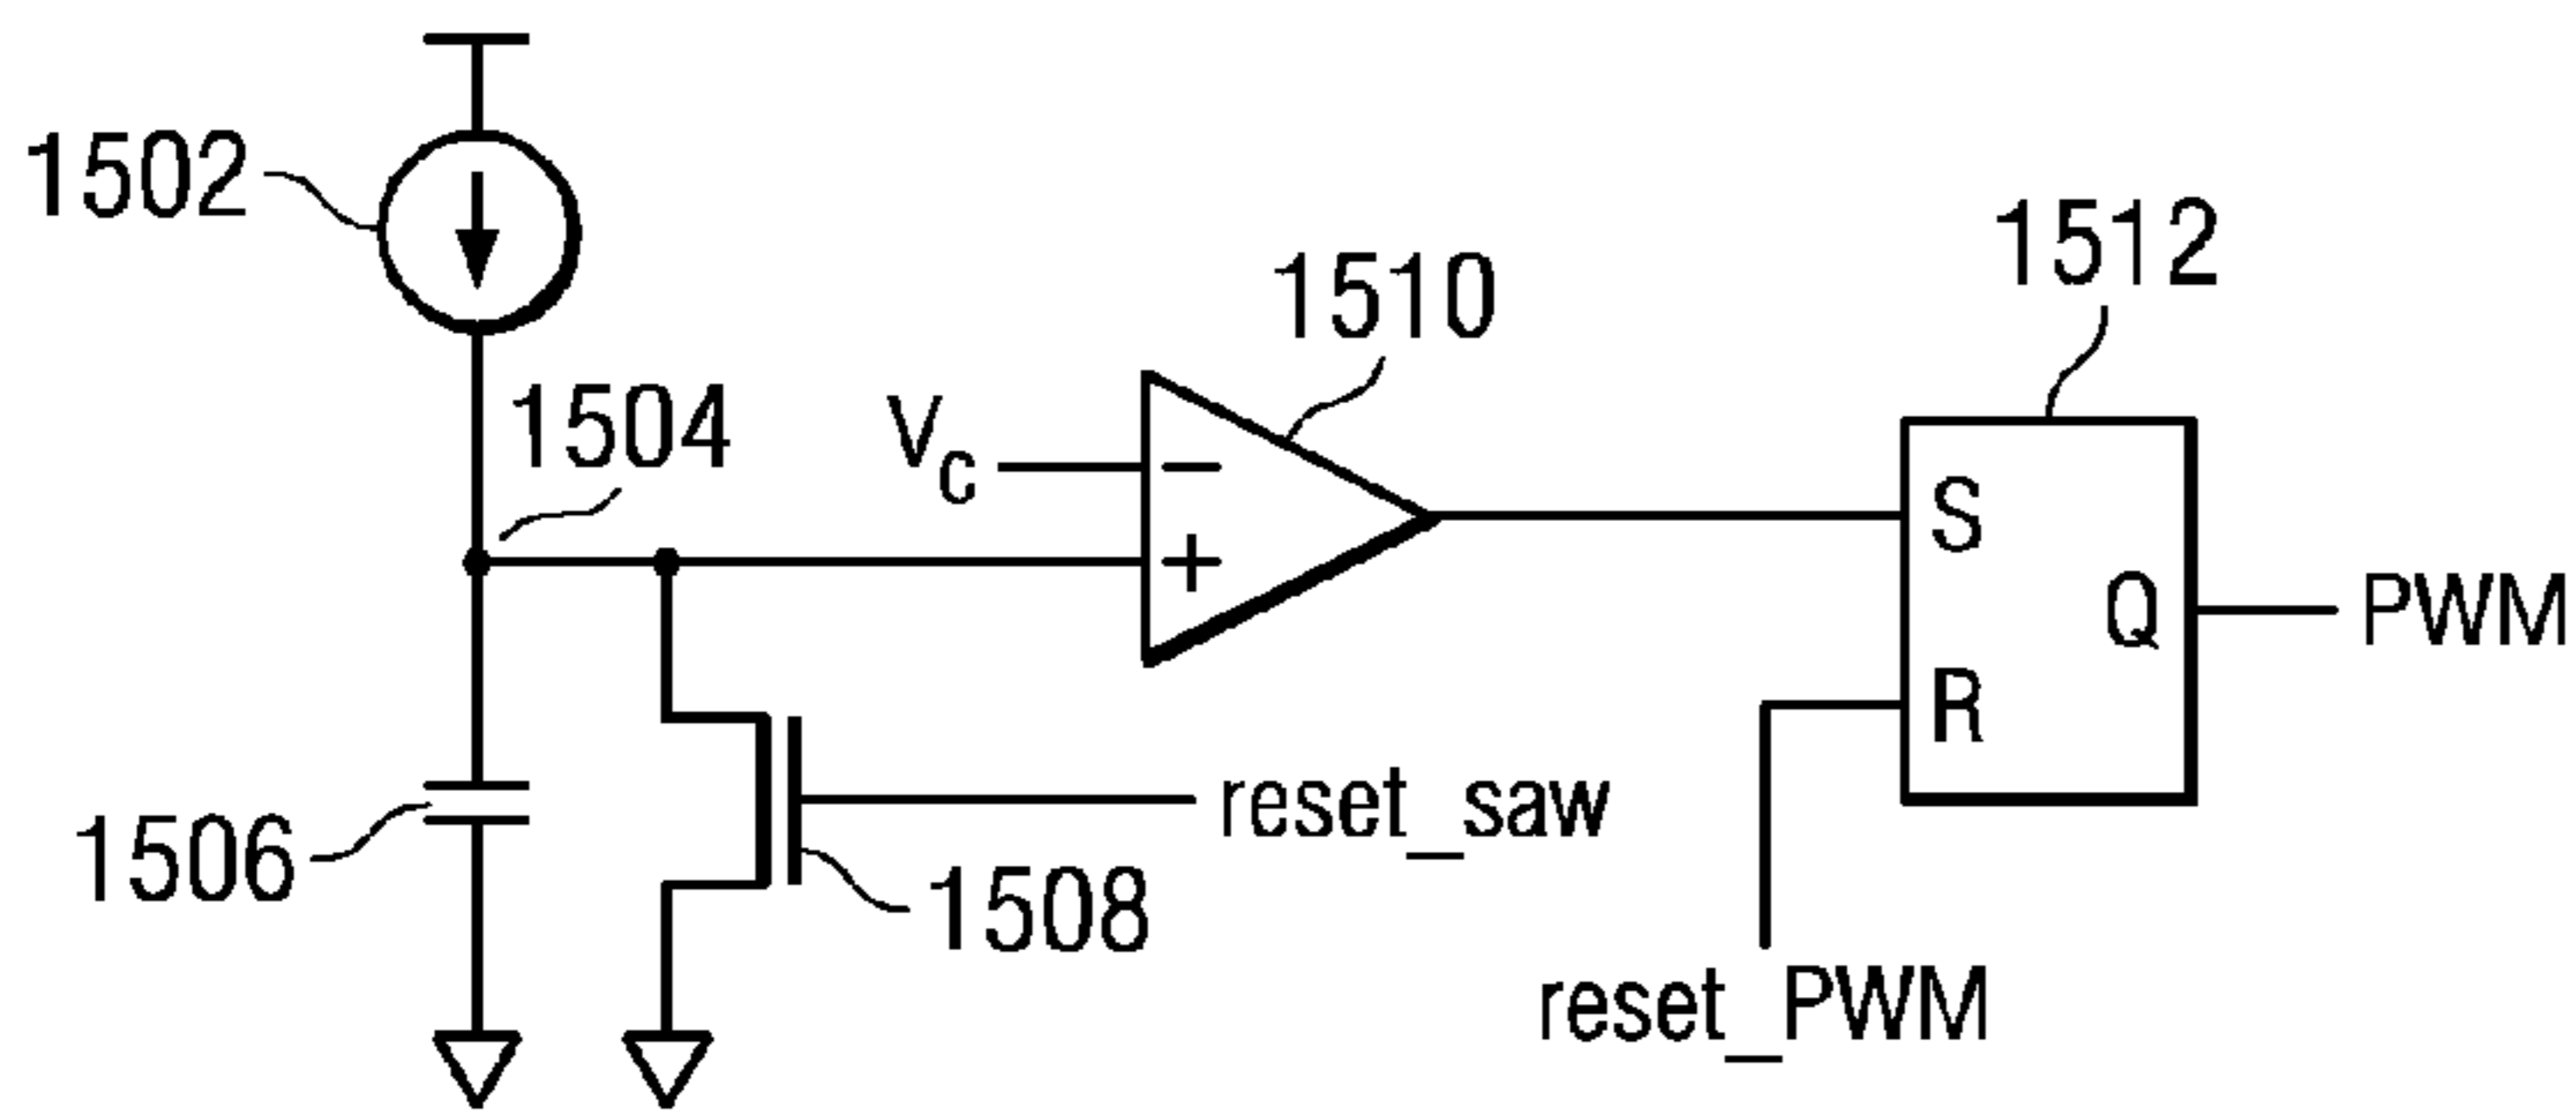 1502
1512
1510
1504
Vc
−
+
S
R
Q
PWM
reset_saw
1506
1508
reset_PWM